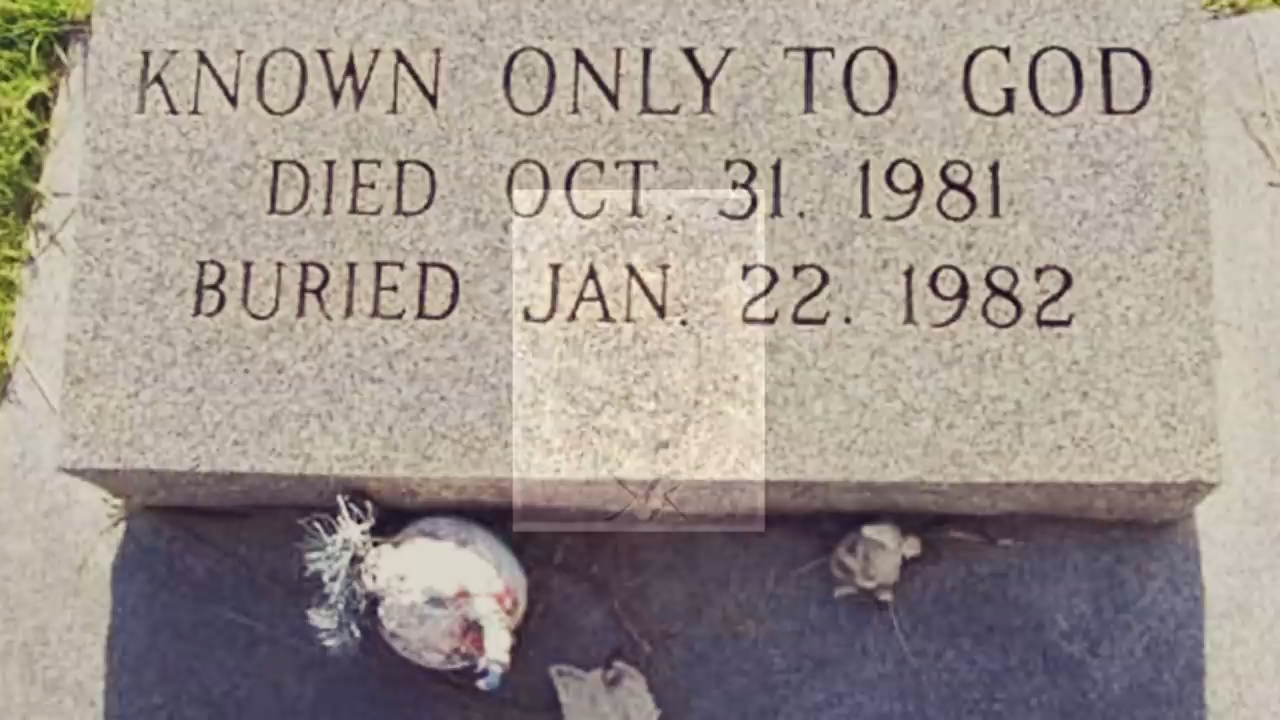 KNOWN ONLY TO GOD
DIED OCT. 31. 1981
BURIED JAN. 22. 1982